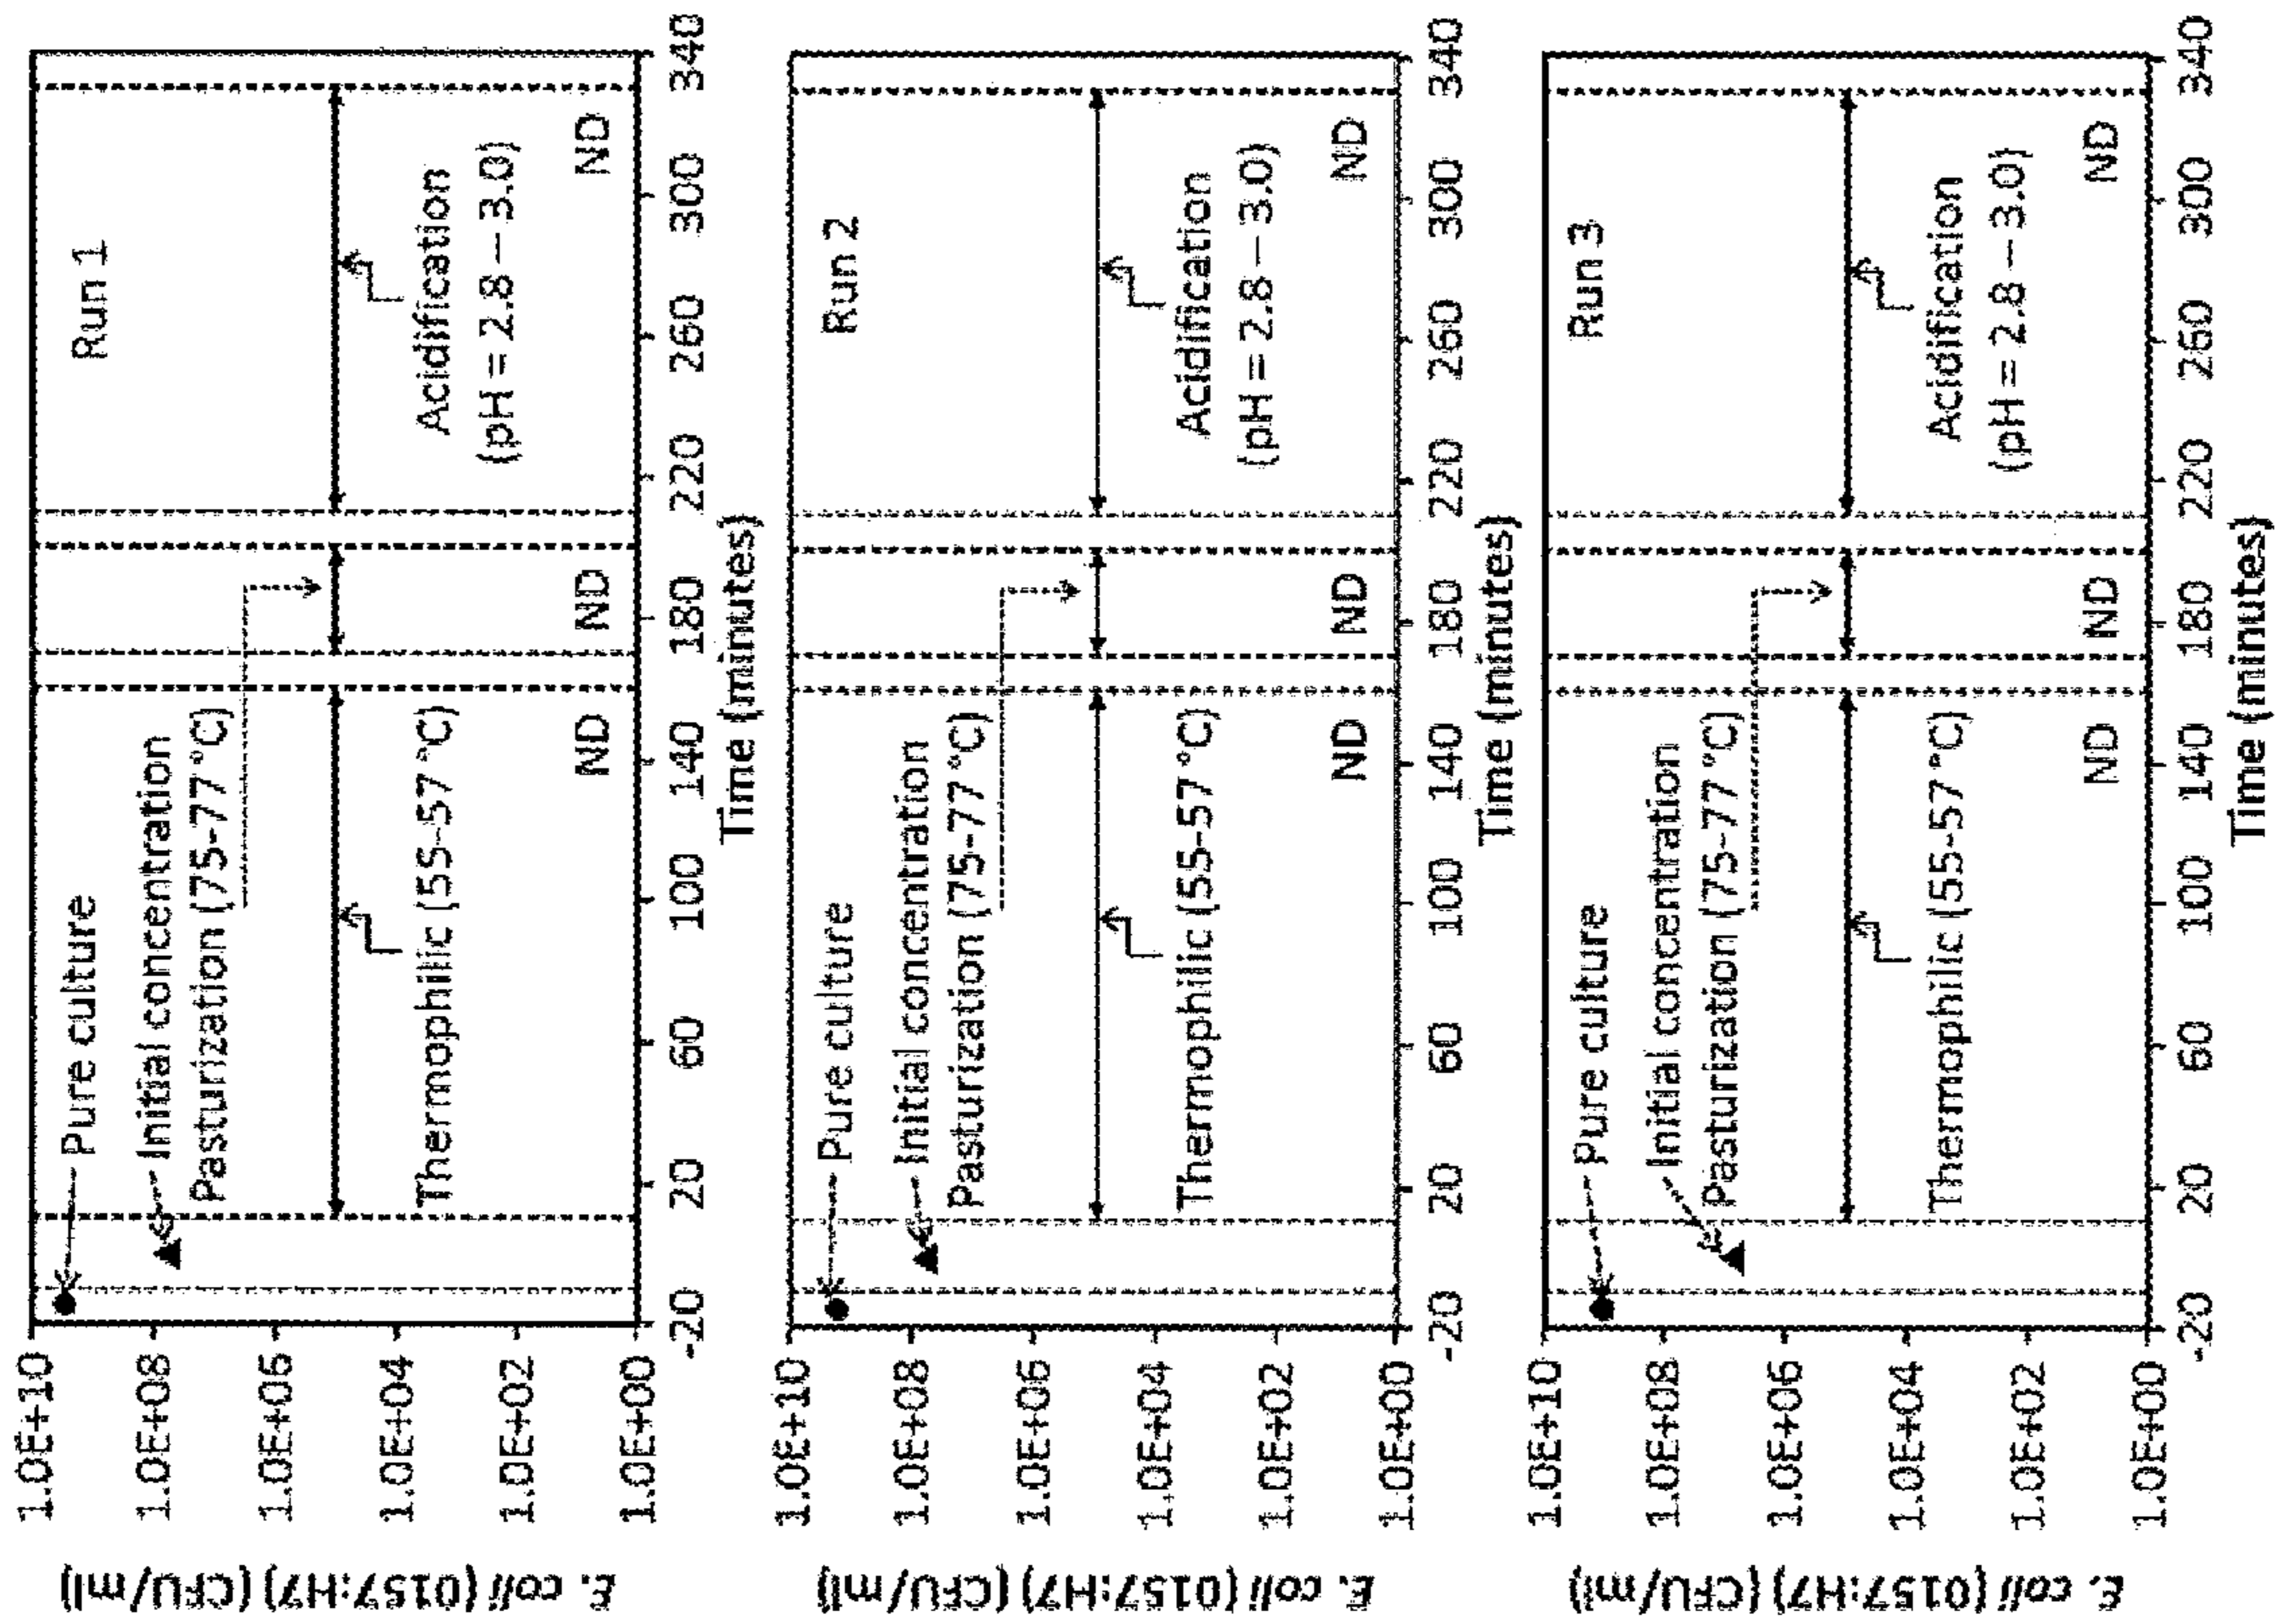 E. coli (0157:H7) (CFU/ml)
1.0E+10
1.0E+08
1.0E+06
1.0E+04
1.0E+02
1.0E+00
Run 1
Pure culture
Initial concentration
Pasturization (75-77 °C)
Thermophilic (55-57 °C)
Acidification
(pH = 2.8 – 3.0)
ND
ND
ND
-20
20
60
100
140
180
220
260
300
340
Time (minutes)
E. coli (0157:H7) (CFU/ml)
1.0E+10
1.0E+08
1.0E+06
1.0E+04
1.0E+02
1.0E+00
Run 2
Pure culture
Initial concentration
Pasturization (75-77 °C)
Thermophilic (55-57 °C)
Acidification
(pH = 2.8 – 3.0)
ND
ND
ND
-20
20
60
100
140
180
220
260
300
340
Time (minutes)
E. coli (0157:H7) (CFU/ml)
1.0E+10
1.0E+08
1.0E+06
1.0E+04
1.0E+02
1.0E+00
Run 3
Pure culture
Initial concentration
Pasturization (75-77 °C)
Thermophilic (55-57 °C)
Acidification
(pH = 2.8 – 3.0)
ND
ND
ND
-20
20
60
100
140
180
220
260
300
340
Time (minutes)